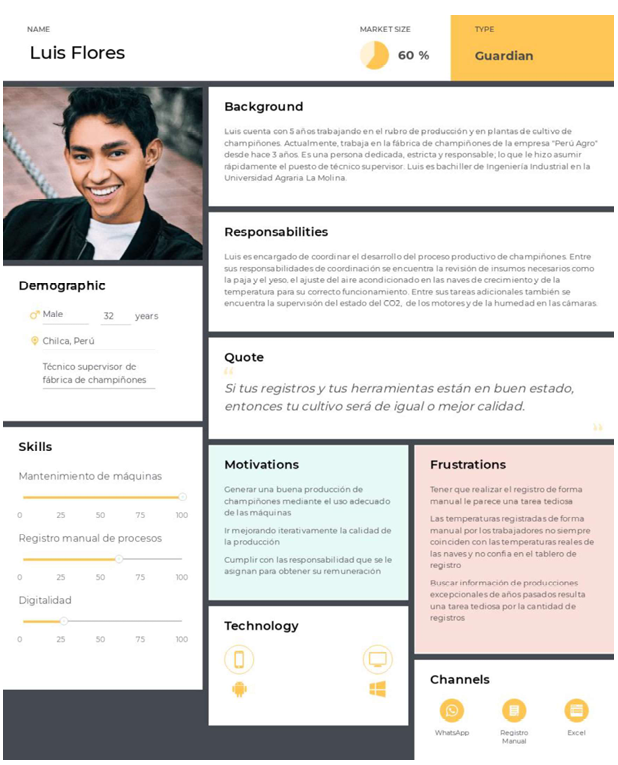 NAME
Luis Flores
MARKET SIZE
60 %
TYPE
Guardian
Background
Luis cuenta con 5 años trabajando en el rubro de producción y en plantas de cultivo de
champiñones. Actualmente, trabaja en la fábrica de champiñones de la empresa "Perú Agro"
desde hace 3 años. Es una persona dedicada, estricta y responsable; lo que le hizo asumir
rápidamente el puesto de técnico supervisor. Luis es bachiller de Ingeniería Industrial en la
Universidad Agraria La Molina.
Responsabilities
Luis es encargado de coordinar el desarrollo del proceso productivo de champiñones. Entre
sus responsabilidades de coordinación se encuentra la revisión de insumos necesarios como
la paja y el yeso, el ajuste del aire acondicionado en las naves de crecimiento y de la
temperatura para su correcto funcionamiento. Entre sus tareas adicionales también se
encuentra la supervisión del estado del CO2, de los motores y de la humedad en las cámaras.
Demographic
Male 32 years
Chilca, Perú
Técnico supervisor de
fábrica de champiñones
Quote
“
Si tus registros y tus herramientas están en buen estado,
entonces tu cultivo será de igual o mejor calidad.
”
Skills
Mantenimiento de máquinas
0 25 50 75 100
Registro manual de procesos
0 25 50 75 100
Digitalidad
0 25 50 75 100
Motivations
Generar una buena producción de
champiñones mediante el uso adecuado
de las máquinas
Ir mejorando iterativamente la calidad de
la producción
Cumplir con las responsabilidad que se le
asignan para obtener su remuneración
Frustrations
Tener que realizar el registro de forma
manual le parece una tarea tediosa
Las temperaturas registradas de forma
manual por los trabajadores no siempre
coinciden con las temperaturas reales de
las naves y no confía en el tablero de
registro
Buscar información de producciones
excepcionales de años pasados resulta
una tarea tediosa por la cantidad de
registros
Technology
Channels
WhatsApp
Registro
Manual
Excel